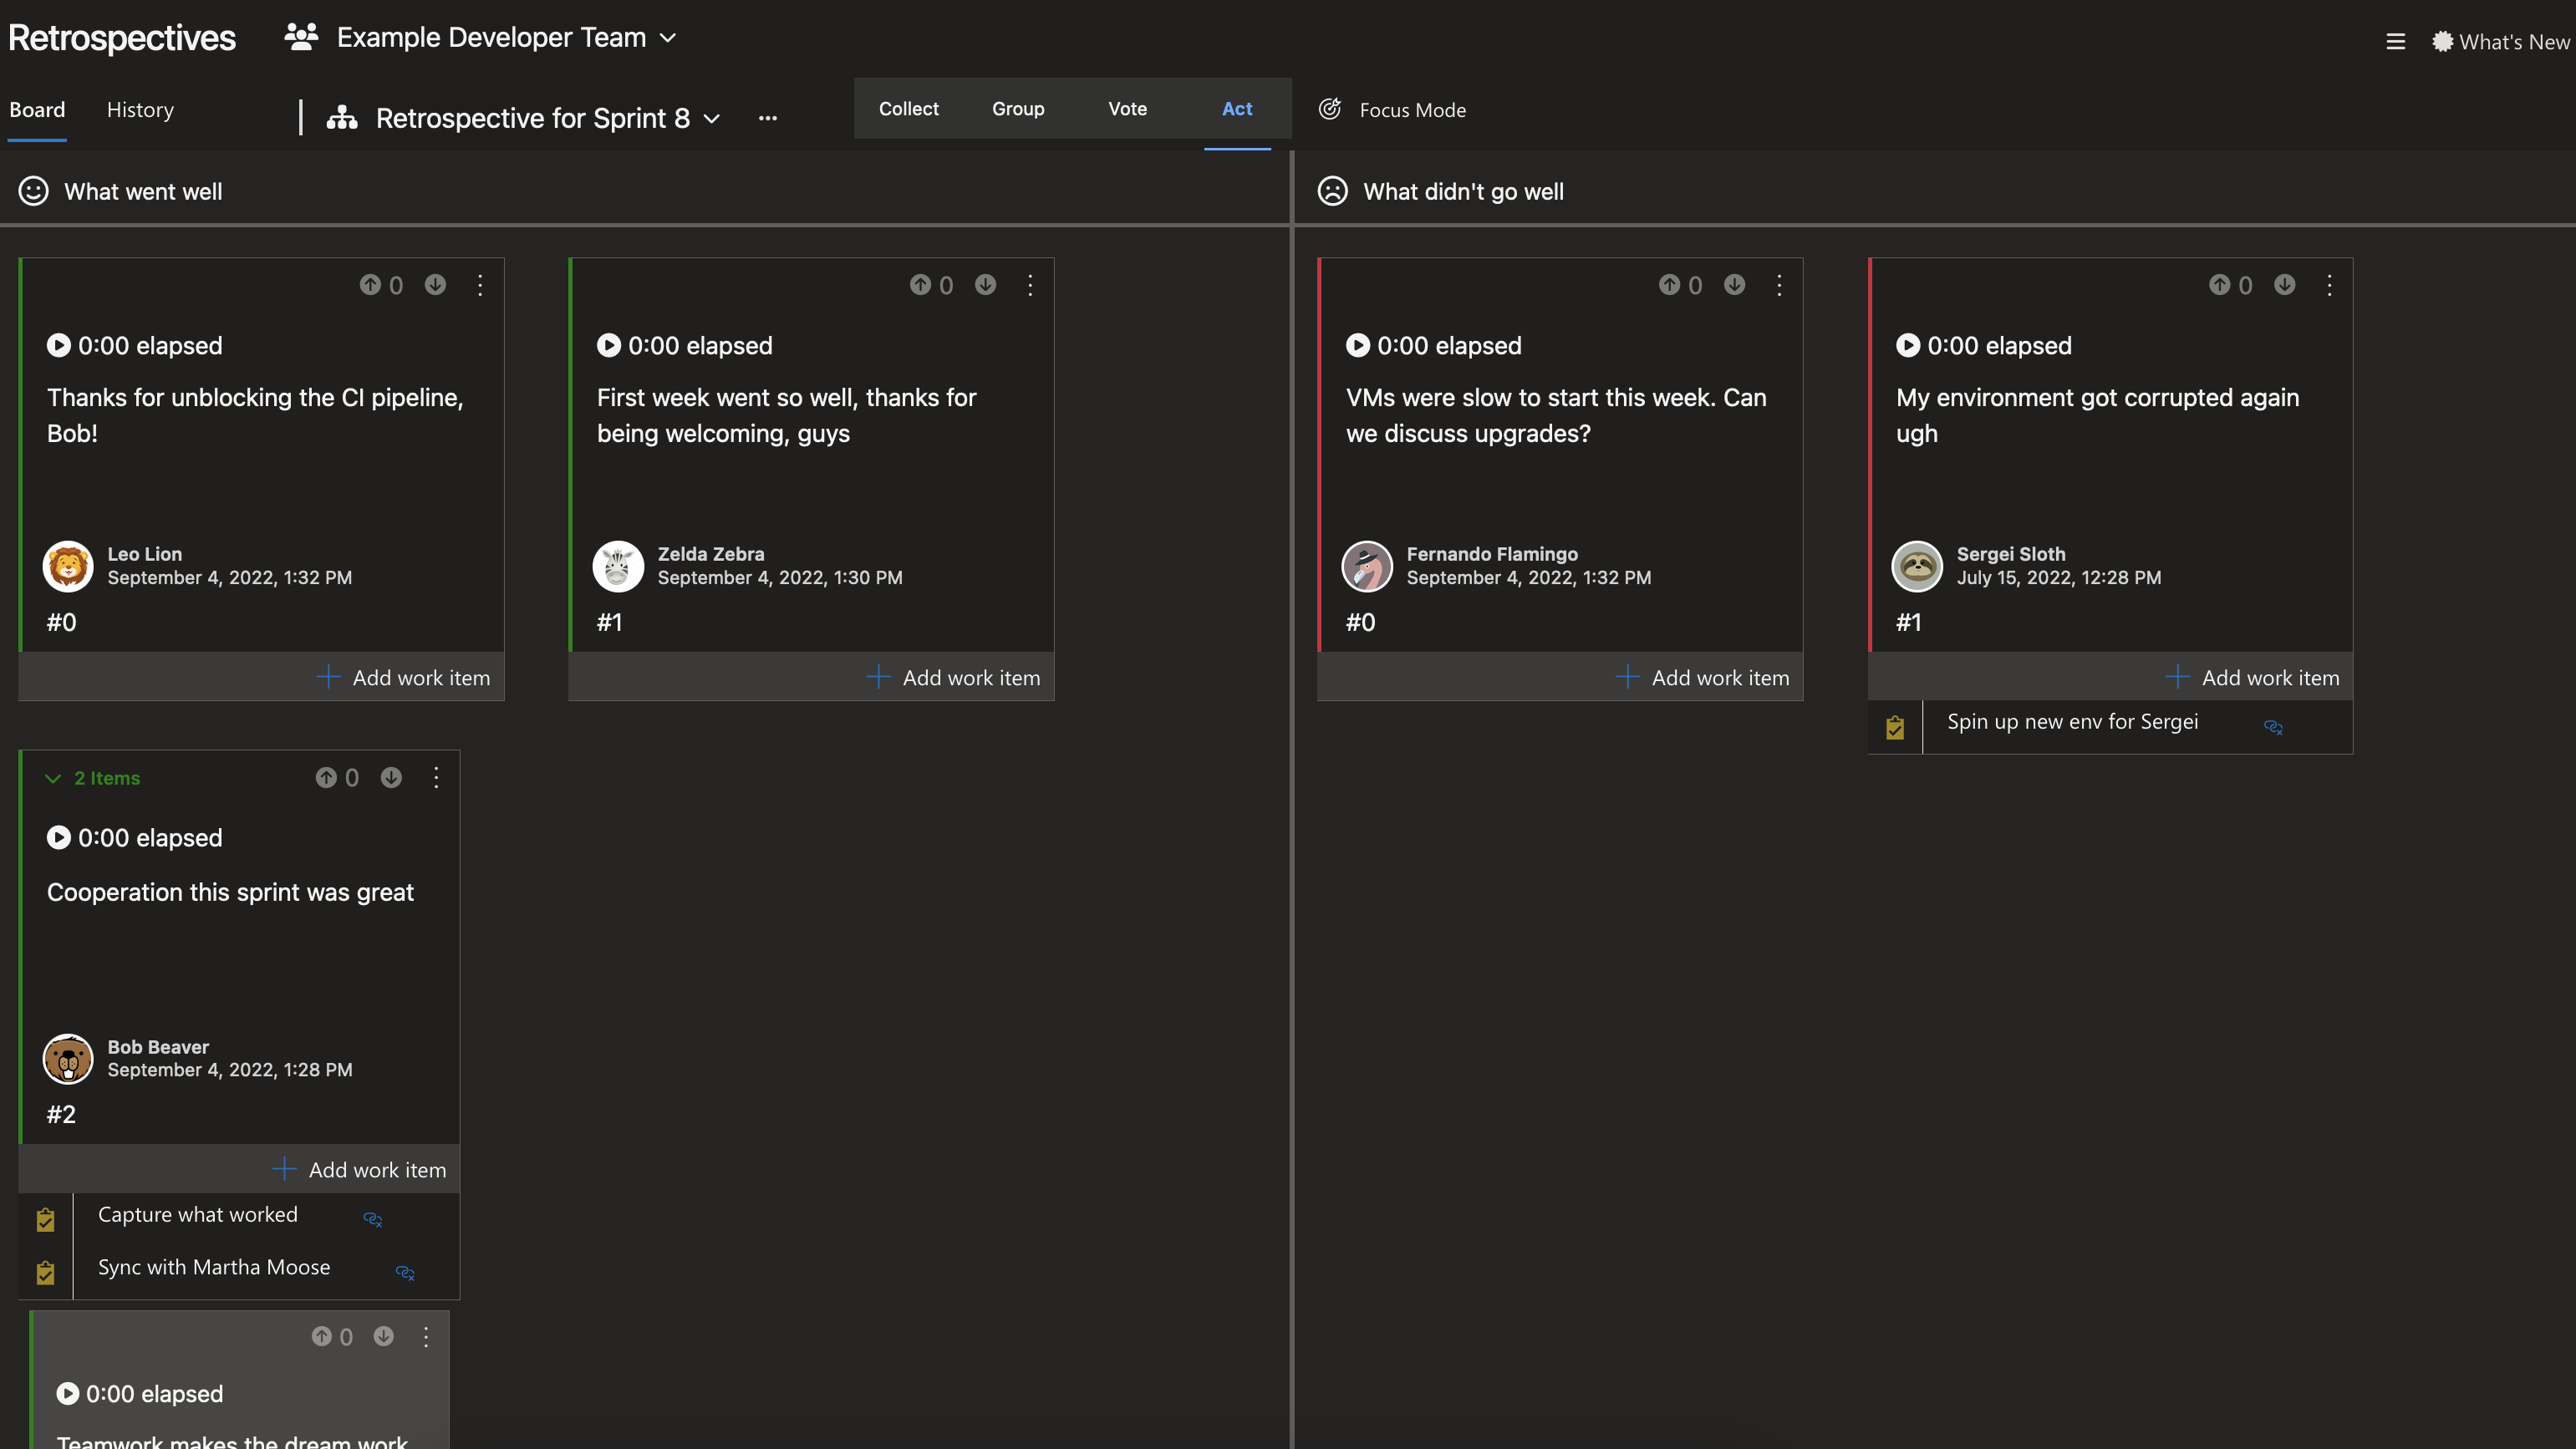 Retrospectives
Example Developer Team
What's New
Board
History
Retrospective for Sprint 8
...
Collect
Group
Vote
Act
Focus Mode
What went well
0
0:00 elapsed
Thanks for unblocking the CI pipeline,
Bob!
Leo Lion
September 4, 2022, 1:32 PM
#0
Add work item
0
0:00 elapsed
First week went so well, thanks for
being welcoming, guys
Zelda Zebra
September 4, 2022, 1:30 PM
#1
Add work item
2 Items
0
0:00 elapsed
Cooperation this sprint was great
Bob Beaver
September 4, 2022, 1:28 PM
#2
Add work item
Capture what worked
Sync with Martha Moose
0
0:00 elapsed
Teamwork makes the dream work
What didn't go well
0
0:00 elapsed
VMs were slow to start this week. Can
we discuss upgrades?
Fernando Flamingo
September 4, 2022, 1:32 PM
#0
Add work item
0
0:00 elapsed
My environment got corrupted again
ugh
Sergei Sloth
July 15, 2022, 12:28 PM
#1
Add work item
Spin up new env for Sergei